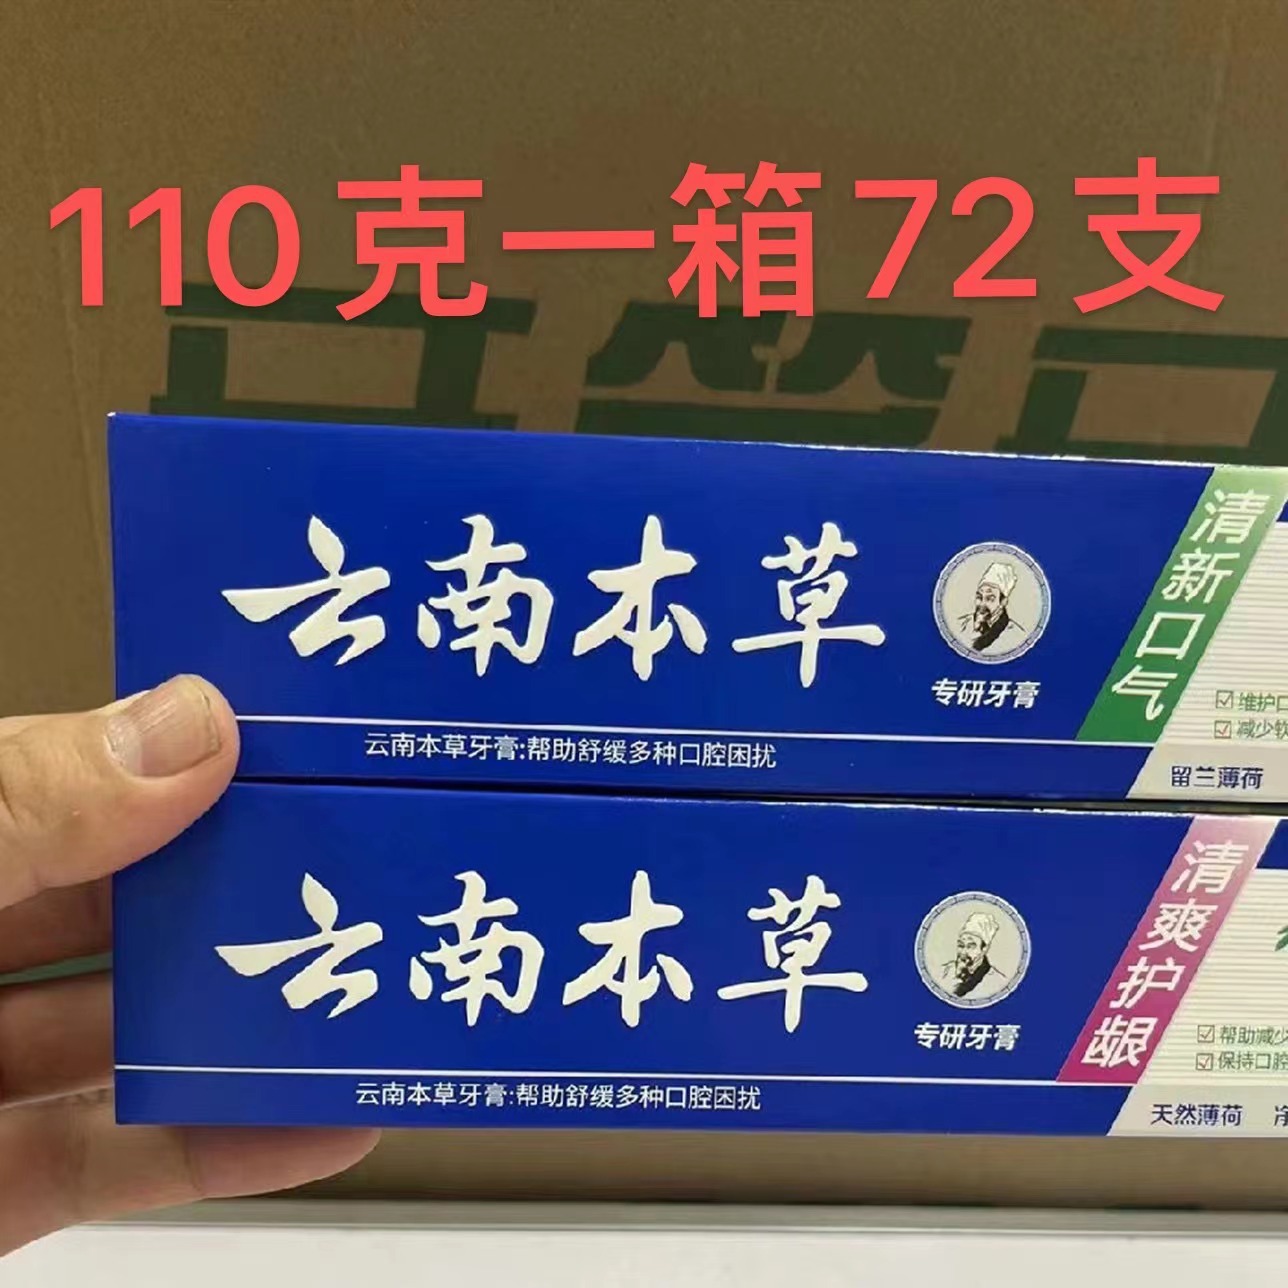 110克一箱72支
云南本草
专研牙膏
清新口气
维护口
减少软
云南本草牙膏:帮助舒缓多种口腔困扰
留兰薄荷
云南本草
专研牙膏
清爽护龈
帮助减少
保持口腔
云南本草牙膏:帮助舒缓多种口腔困扰
天然薄荷 净